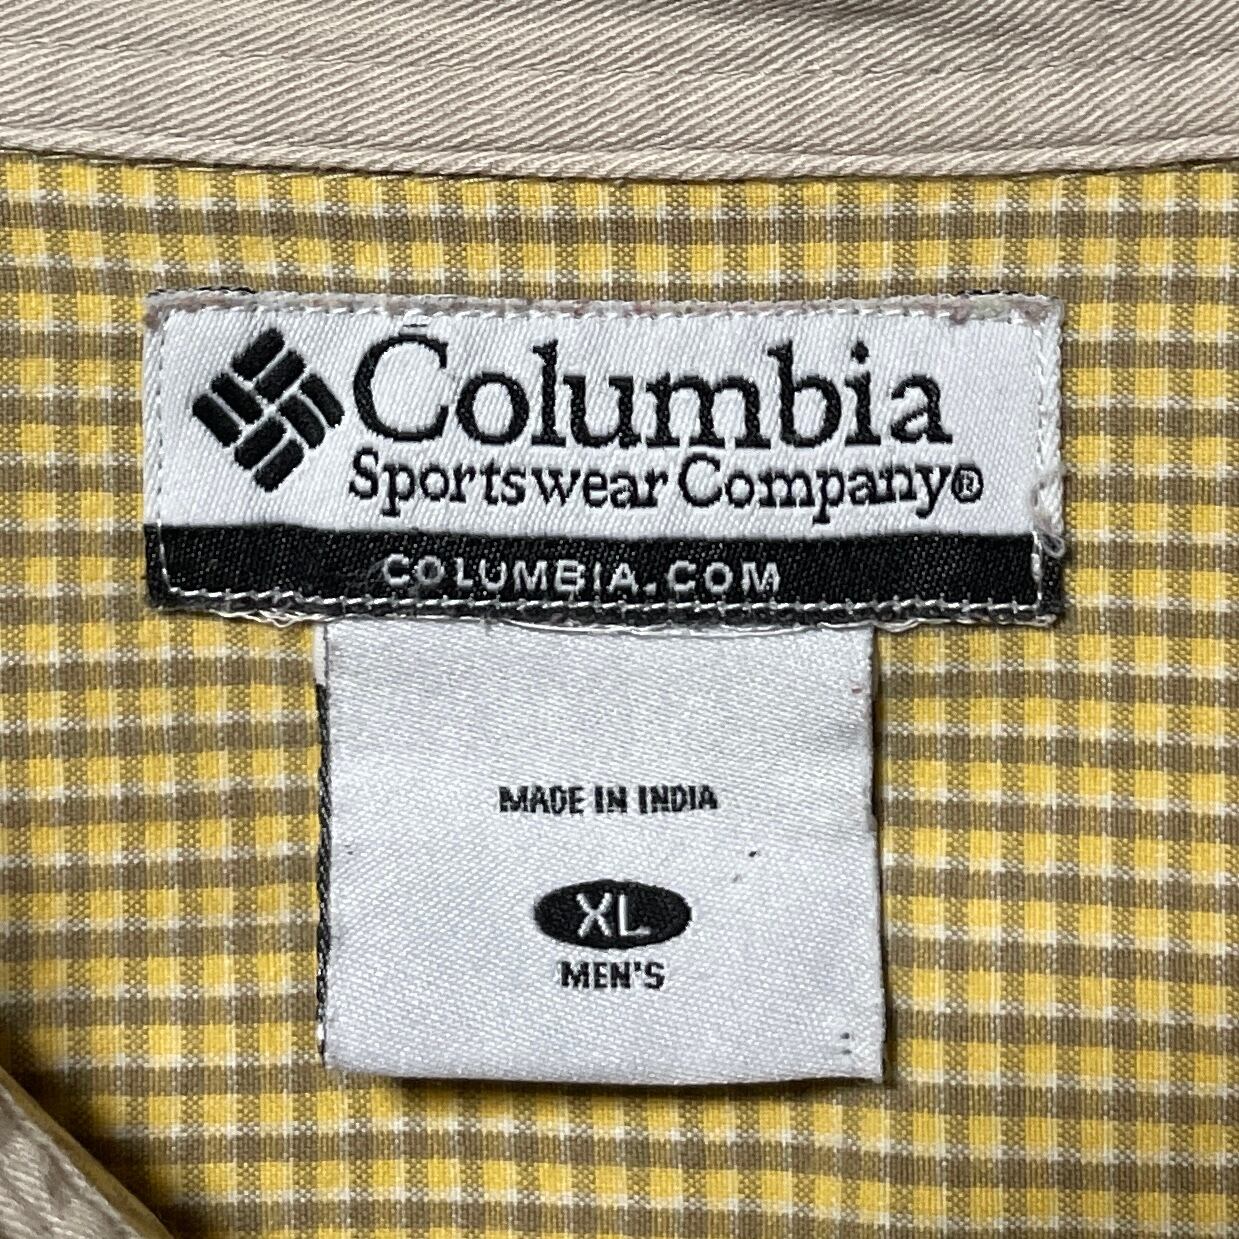 Columbia
Sportswear Company®
COLUMBIA.COM
MADE IN INDIA
XL
MEN'S